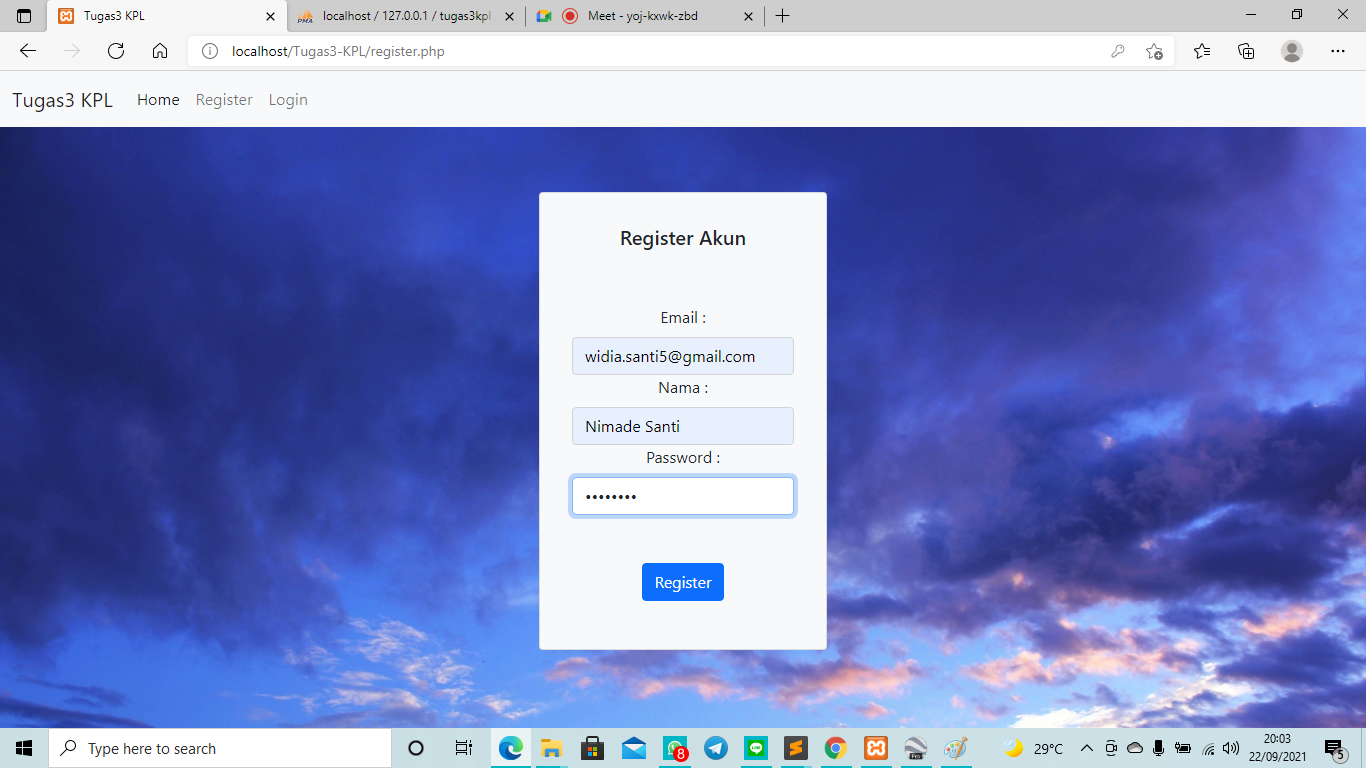 Tugas3 KPL
localhost / 127.0.0.1 / tugas3kpl
Meet - yoj-kxwk-zbd
localhost/Tugas3-KPL/register.php
Tugas3 KPL Home Register Login
Register Akun
Email :
widia.santi5@gmail.com
Nama :
Nimade Santi
Password :
••••••••
Register
Type here to search
8
Pro
29°C
20:03
22/09/2021
5